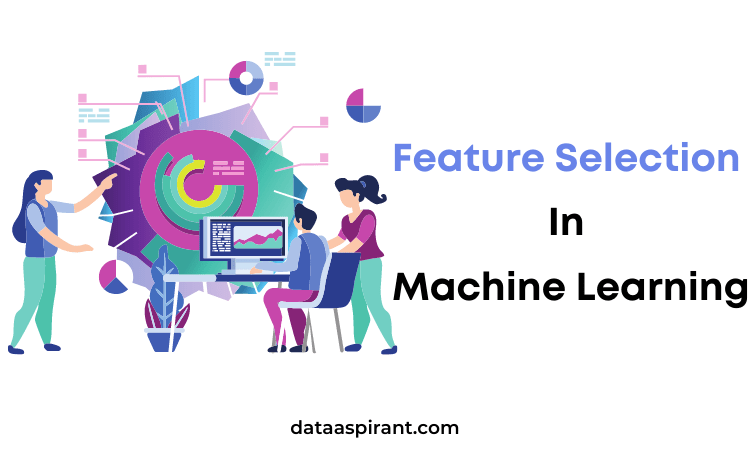 Feature Selection
In
Machine Learning
dataaspirant.com